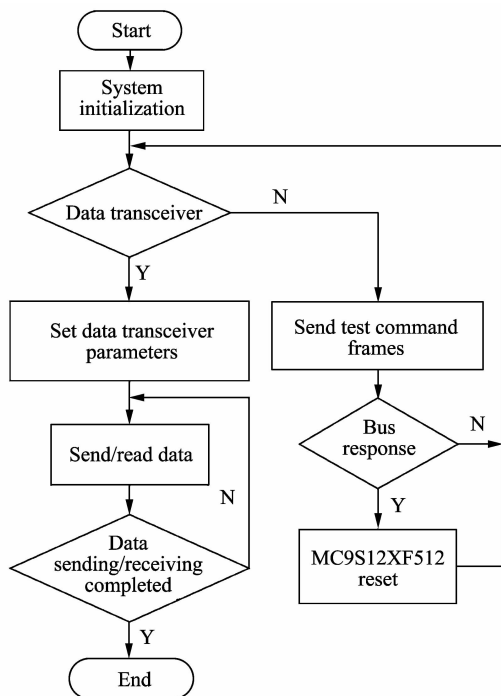 Start
System
initialization
Data transceiver
N
Y
Set data transceiver
parameters
Send test command
frames
Send/read data
Bus
response
N
N
Y
Data
sending/receiving
completed
MC9S12XF512
reset
Y
End